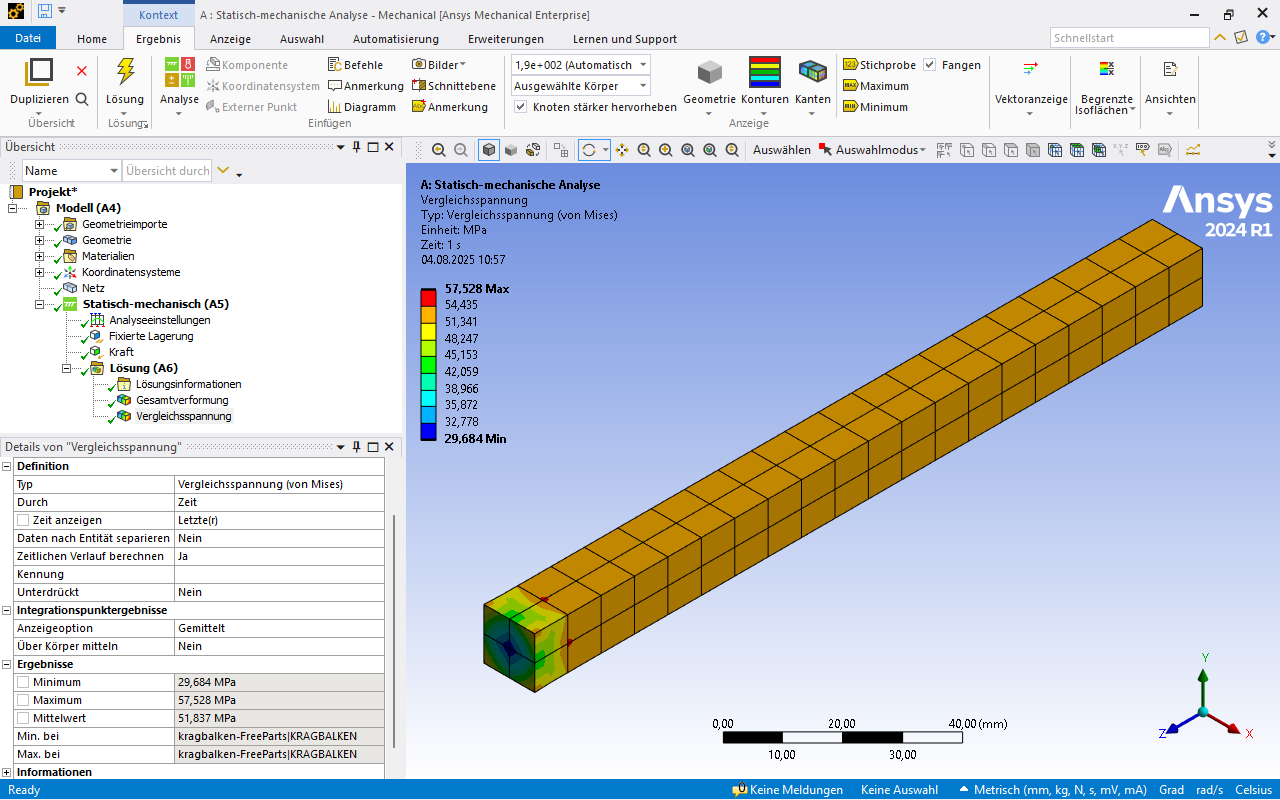 Kontext
A : Statisch-mechanische Analyse - Mechanical [Ansys Mechanical Enterprise]
Datei Home Ergebnis Anzeige Auswahl Automatisierung Erweiterungen Lernen und Support Schnellstart
Duplizieren
Übersicht
Lösung
Lösung
Analyse
Komponente
Koordinatensystem
Externer Punkt
Befehle
Anmerkung
Diagramm
Bilder
Schnittebene
Anmerkung
Einfügen
1,9e+002 (Automatisch
Ausgewählte Körper
Knoten stärker hervorheben
Geometrie
Konturen
Kanten
Stichprobe
Fangen
Maximum
Minimum
Anzeige
Vektoranzeige
Begrenzte
Isoflächen
Ansichten
Übersicht
Name
Übersicht durch
Projekt*
Modell (A4)
Geometrieimporte
Geometrie
Materialien
Koordinatensysteme
Netz
Statisch-mechanisch (A5)
Analyseeinstellungen
Fixierte Lagerung
Kraft
Lösung (A6)
Lösungsinformationen
Gesamtverformung
Vergleichsspannung
Details von "Vergleichsspannung"
Definition
Typ Vergleichsspannung (von Mises)
Durch Zeit
Zeit anzeigen Letzte(r)
Daten nach Entität separieren Nein
Zeitlichen Verlauf berechnen Ja
Kennung
Unterdrückt Nein
Integrationspunktergebnisse
Anzeigeoption Gemittelt
Über Körper mitteln Nein
Ergebnisse
Minimum 29,684 MPa
Maximum 57,528 MPa
Mittelwert 51,837 MPa
Min. bei kragbalken-FreeParts|KRAGBALKEN
Max. bei kragbalken-FreeParts|KRAGBALKEN
Informationen
Auswählen Auswahlmodus
A: Statisch-mechanische Analyse
Vergleichsspannung
Typ: Vergleichsspannung (von Mises)
Einheit: MPa
Zeit: 1 s
04.08.2025 10:57
57,528 Max
54,435
51,341
48,247
45,153
42,059
38,966
35,872
32,778
29,684 Min
Ansys
2024 R1
0,00 20,00 40,00 (mm)
10,00 30,00
Y
Z
X
Ready
Keine Meldungen Keine Auswahl Metrisch (mm, kg, N, s, mV, mA) Grad rad/s Celsius